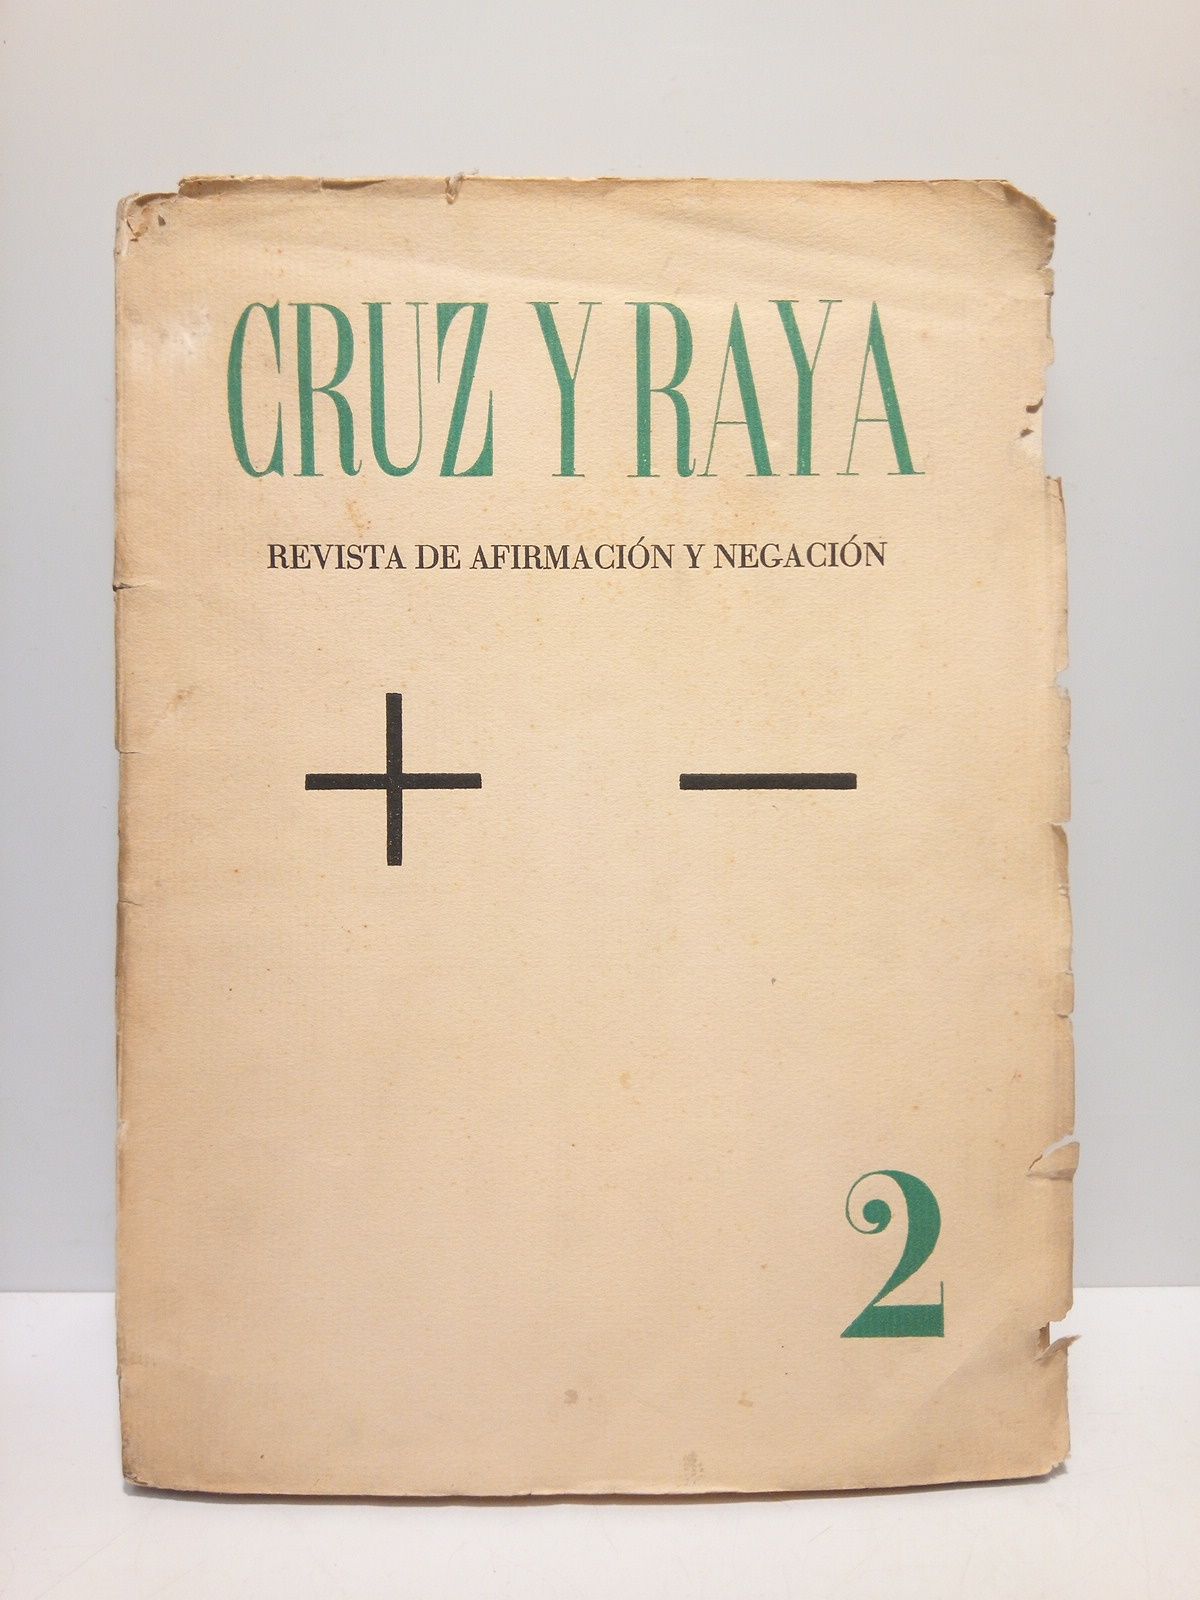 CRUZ Y RAYA
REVISTA DE AFIRMACIÓN Y NEGACIÓN
+ —
2